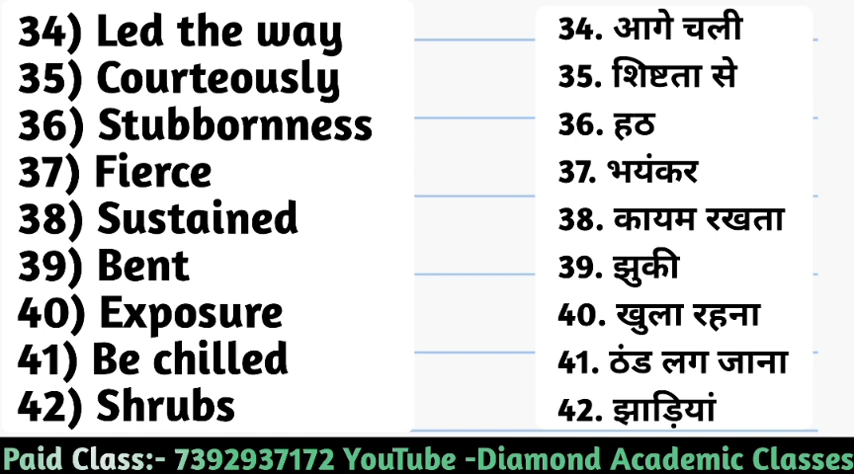 34) Led the way
35) Courteously
36) Stubbornness
37) Fierce
38) Sustained
39) Bent
40) Exposure
41) Be chilled
42) Shrubs
34. आगे चली
35. शिष्टता से
36. हठ
37. भयंकर
38. कायम रखता
39. झुकी
40. खुला रहना
41. ठंड लग जाना
42. झाड़ियां
Paid Class:- 7392937172 YouTube -Diamond Academic Classes